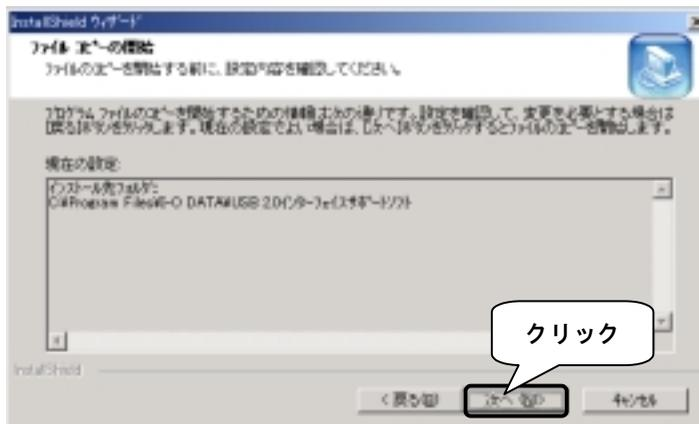 InstallShield ウィザード
ファイル コピーの開始
ファイルのコピーを開始する前に、設定内容を確認してください。
プログラム ファイルのコピーを開始するための情報は次の通りです。設定を確認して、変更を必要とする場合は
[戻る]ボタンをクリックします。現在の設定でよい場合は、[次へ]ボタンをクリックするとファイルのコピーを開始します。
現在の設定:
インストール先フォルダ:
C:¥Program Files¥I-O DATA¥USB 2.0インターフェイスサポートソフト
クリック
InstallShield
< 戻る(B)
次へ(N) >
キャンセル